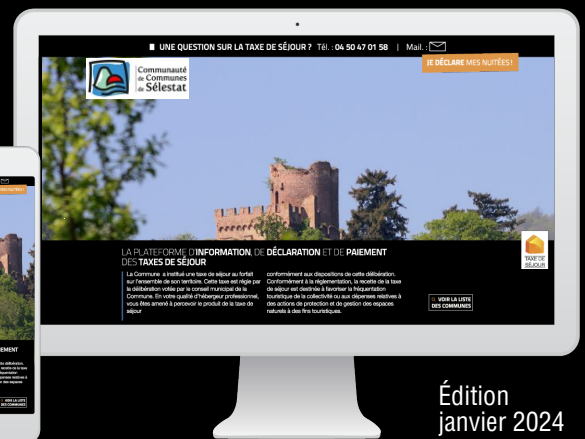 UNE QUESTION SUR LA TAXE DE SÉJOUR ? Tél. : 04 50 47 01 58 | Mail. :
JE DÉCLARE MES NUITÉES !
Communauté
de Communes
de Sélestat
LA PLATEFORME D'INFORMATION, DE DÉCLARATION ET DE PAIEMENT
DES TAXES DE SÉJOUR
La Commune a institué une taxe de séjour au forfait
sur l'ensemble de son territoire. Cette taxe est régie par
la délibération votée par le conseil municipal de la
Commune. En votre qualité d'hébergeur professionnel,
vous êtes amené à percevoir le produit de la taxe de
séjour
conformément aux dispositions de cette délibération.
Conformément à la réglementation, la recette de la taxe
de séjour est destinée à favoriser la fréquentation
touristique de la collectivité ou aux dépenses relatives à
des actions de protection et de gestion des espaces
naturels à des fins touristiques.
TAXE DE
SÉJOUR
VOIR LA LISTE
DES COMMUNES
VOIR LA LISTE
DES COMMUNES
Édition
janvier 2024